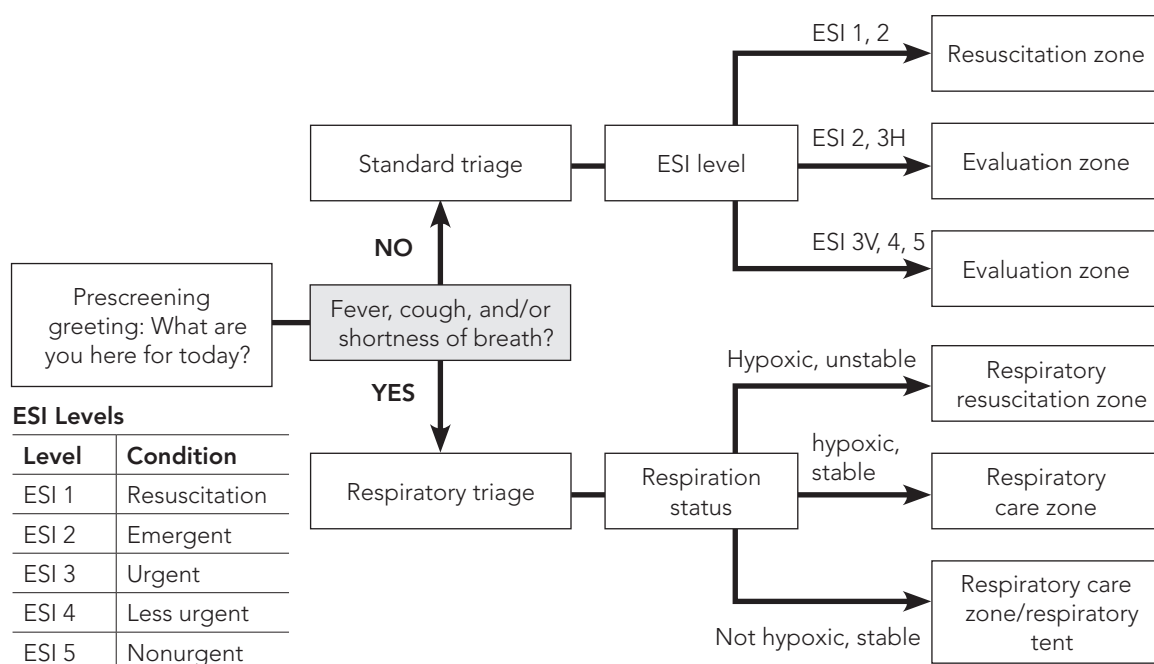 ESI 1, 2
Resuscitation zone
Standard triage
ESI level
ESI 2, 3H
Evaluation zone
ESI 3V, 4, 5
Evaluation zone
NO
Prescreening
greeting: What are
you here for today?
Fever, cough, and/or
shortness of breath?
YES
Hypoxic, unstable
Respiratory
resuscitation zone
Respiratory triage
Respiration
status
hypoxic,
stable
Respiratory
care zone
Not hypoxic, stable
Respiratory care
zone/respiratory
tent
ESI Levels
Level Condition
ESI 1 Resuscitation
ESI 2 Emergent
ESI 3 Urgent
ESI 4 Less urgent
ESI 5 Nonurgent